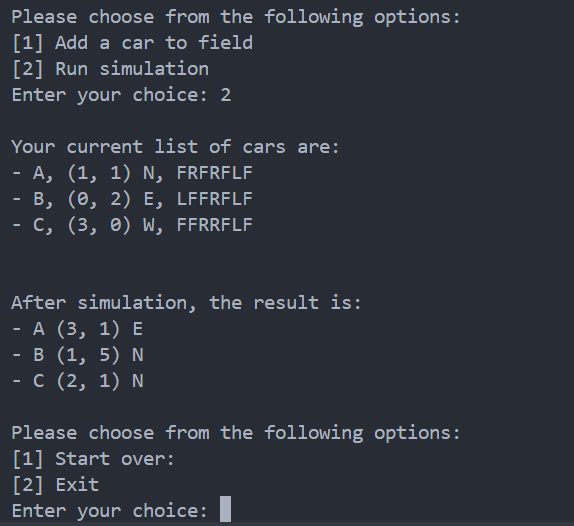 Please choose from the following options:
[1] Add a car to field
[2] Run simulation
Enter your choice: 2
Your current list of cars are:
- A, (1, 1) N, FRFRFLF
- B, (0, 2) E, LFFRFLF
- C, (3, 0) W, FFRRFLF
After simulation, the result is:
- A (3, 1) E
- B (1, 5) N
- C (2, 1) N
Please choose from the following options:
[1] Start over:
[2] Exit
Enter your choice: